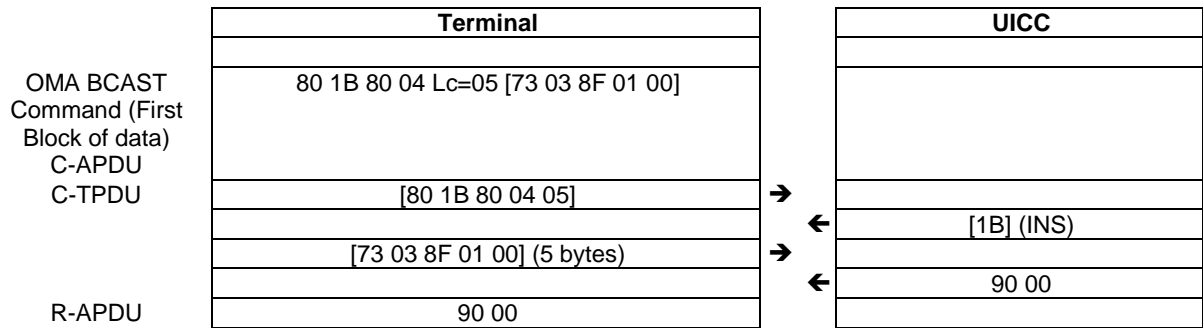 Terminal UICC
OMA BCAST 80 1B 80 04 Lc=05 [73 03 8F 01 00]
Command (First
Block of data)
C-APDU
C-TPDU [80 1B 80 04 05] ➔
🡸 [1B] (INS)
[73 03 8F 01 00] (5 bytes) ➔
🡸 90 00
R-APDU 90 00